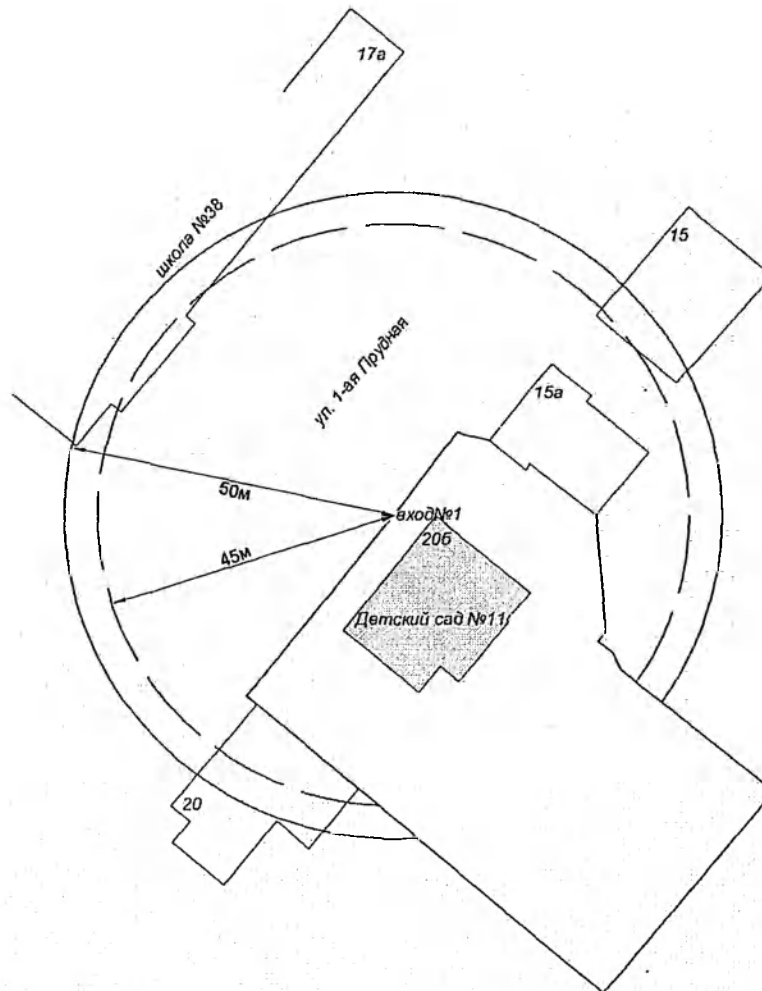 17а
школа №38
15
ул. 1-ая Прудная
15а
50м
вход№1
20б
45м
Детский сад №11
20